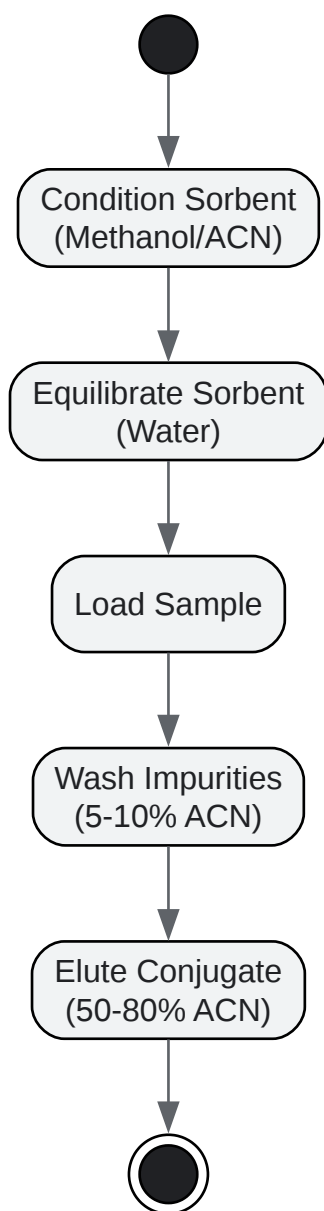 Condition Sorbent
(Methanol/ACN)
Equilibrate Sorbent
(Water)
Load Sample
Wash Impurities
(5-10% ACN)
Elute Conjugate
(50-80% ACN)